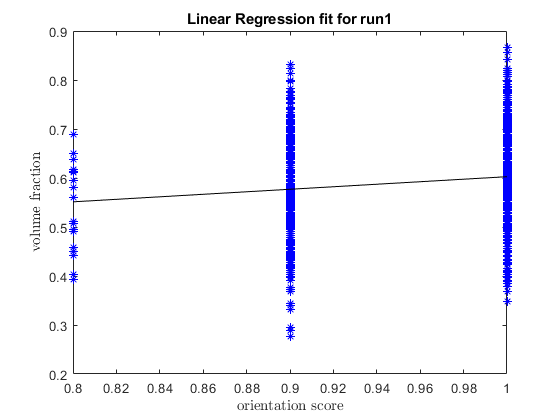 Linear Regression fit for run1
0.9
0.8
0.7
0.6
0.5
0.4
0.3
0.2
volume fraction
0.8 0.82 0.84 0.86 0.88 0.9 0.92 0.94 0.96 0.98 1
orientation score